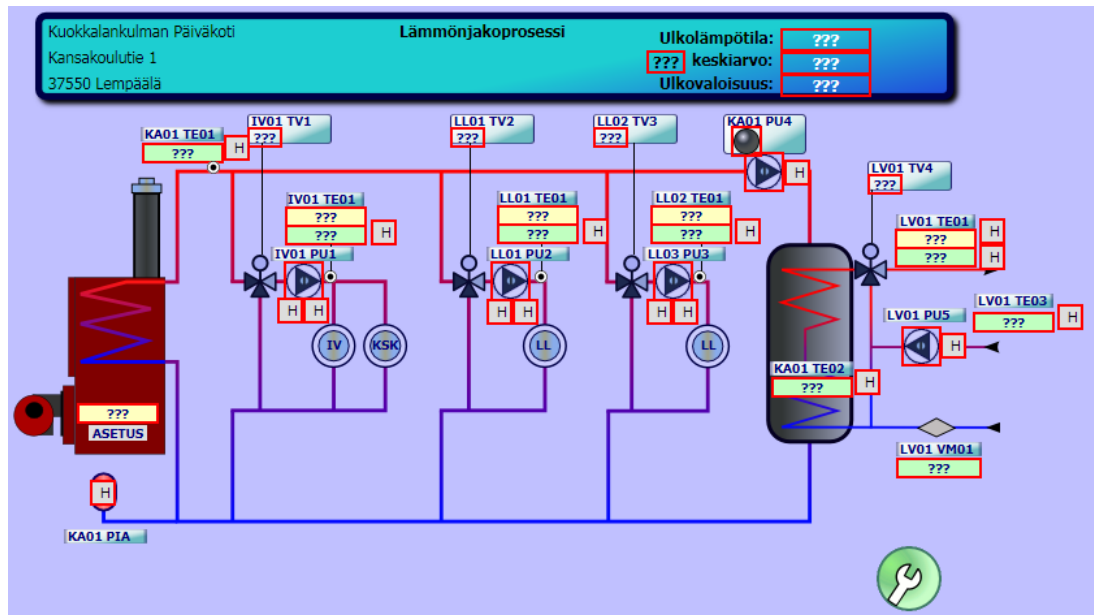 Kuokkalankulman Päiväkoti
Lämmönjakoprosessi
Ulkolämpötila: ???
Kansakoulutie 1
??? keskiarvo: ???
37550 Lempäälä
Ulkovaloisuus: ???
IV01 TV1
???
LL01 TV2
???
LL02 TV3
???
KA01 PU4
H
KA01 TE01
???
H
LV01 TV4
???
IV01 TE01
???
???
H
LL01 TE01
???
???
H
LL02 TE01
???
???
H
LV01 TE01
???
???
H
H
IV01 PU1
H H
LL01 PU2
H H
LL03 PU3
H H
LV01 TE03
???
H
LV01 PU5
H
IV
KSK
LL
LL
KA01 TE02
???
H
???
ASETUS
LV01 VM01
???
H
KA01 PIA